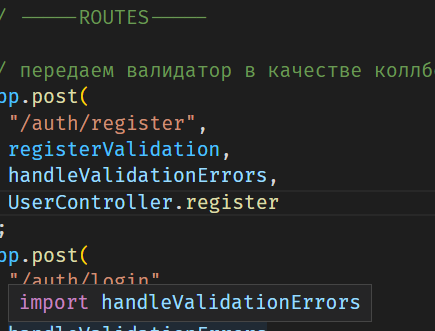 / -----ROUTES-----
/ передаем валидатор в качестве коллб
pp.post(
"/auth/register",
registerValidation,
handleValidationErrors,
UserController.register
;
pp.post(
"/auth/login"
import handleValidationErrors